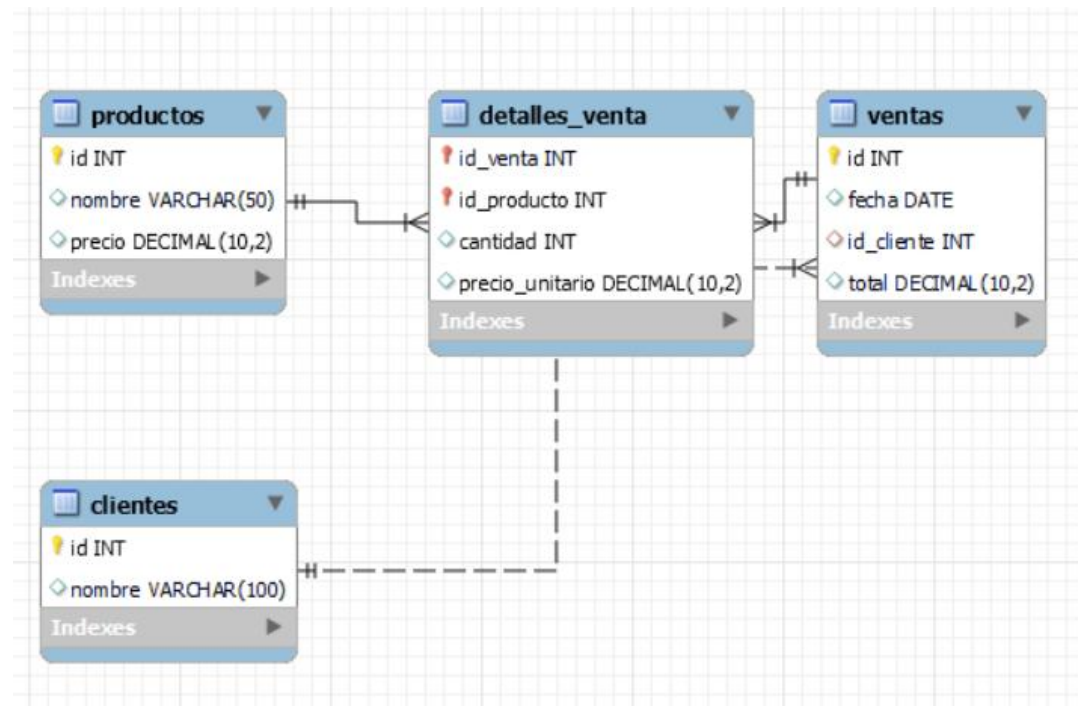 productos
id INT
nombre VARCHAR(50)
precio DECIMAL(10,2)
Indexes
detalles_venta
id_venta INT
id_producto INT
cantidad INT
precio_unitario DECIMAL(10,2)
Indexes
ventas
id INT
fecha DATE
id_cliente INT
total DECIMAL(10,2)
Indexes
clientes
id INT
nombre VARCHAR(100)
Indexes